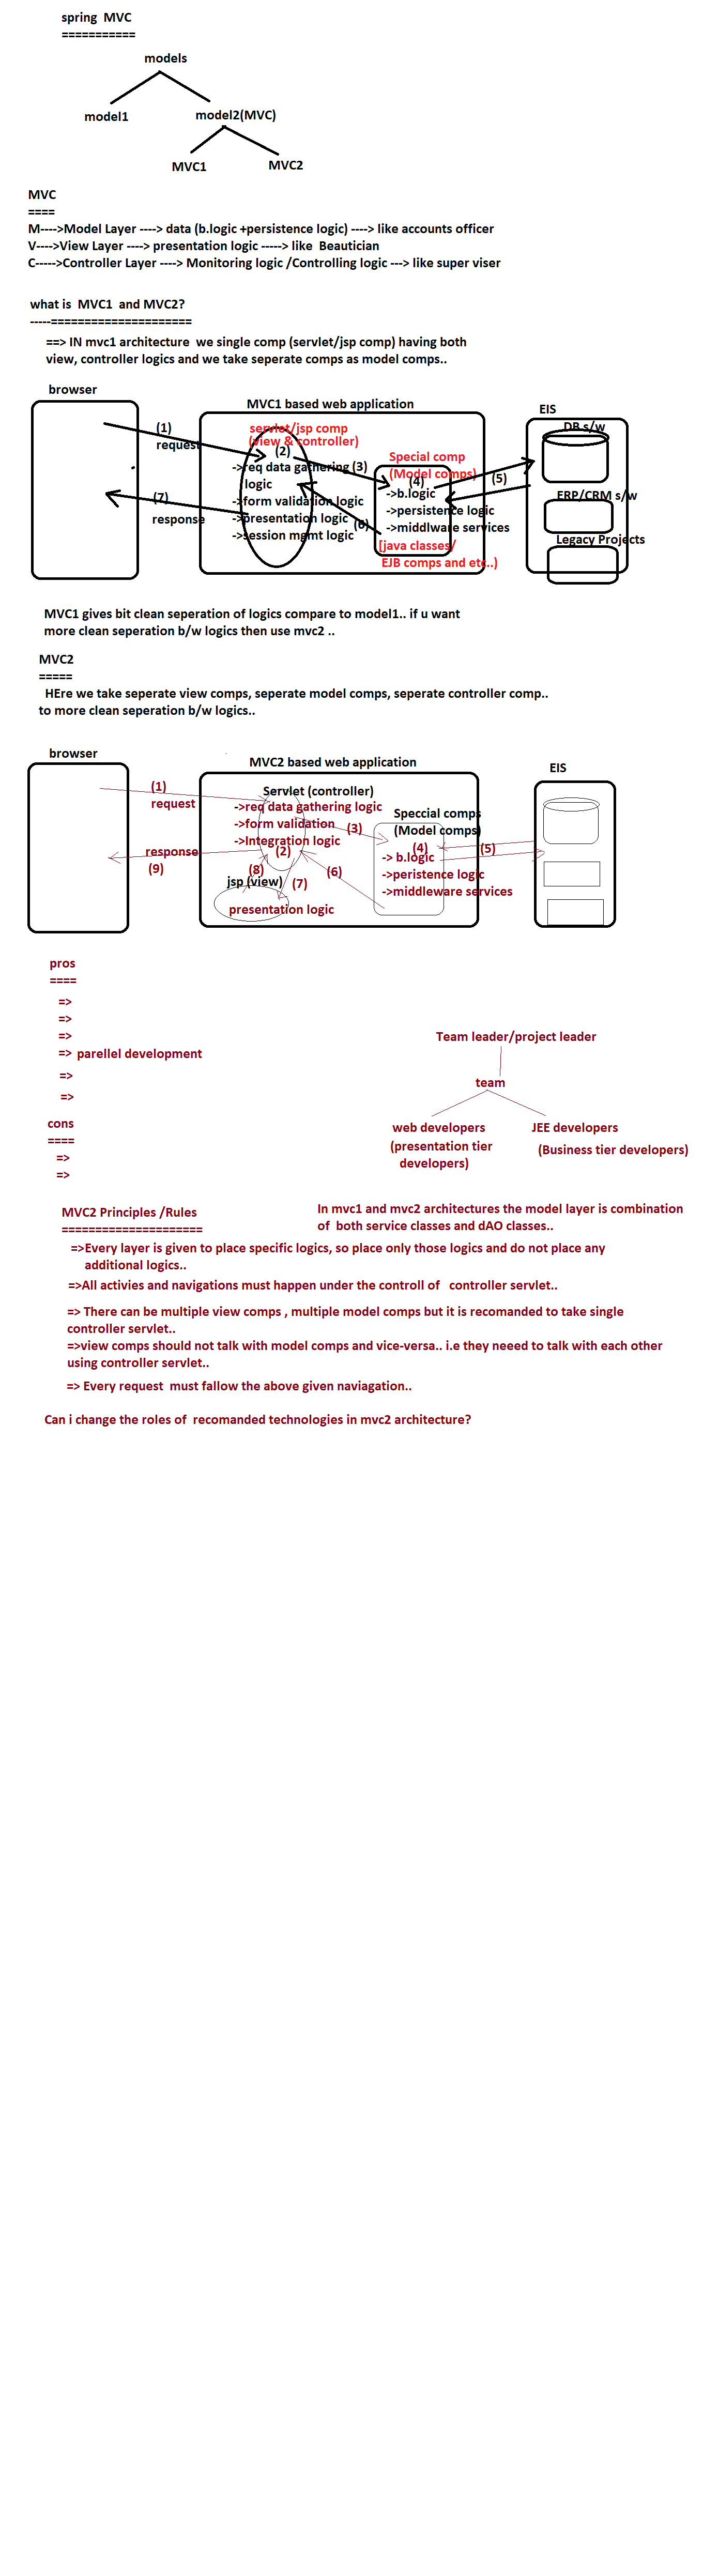 spring  MVC
===========
models
model1
model2(MVC)
MVC1
MVC2
MVC
====
M---->Model Layer ----> data (b.logic +persistence logic) ----> like accounts officer
V---->View Layer ----> presentation logic -----> like  Beautician
C----->Controller Layer ----> Monitoring logic /Controlling logic ---> like super viser
what is  MVC1  and MVC2?
-----=====================
==> IN mvc1 architecture  we single comp (servlet/jsp comp) having both
view, controller logics and we take seperate comps as model comps..
browser
MVC1 based web application
EIS
(1)
request
servlet/jsp comp
(view & controller)
(2)
->req data gathering
logic
->form validation logic
->presentation logic
->session mgmt logic
(3)
Special comp
(Model comps)
(4)
->b.logic
->persistence logic
->middlware services
[java classes/
EJB comps and etc..)
(5)
(6)
(7)
response
DB s/w
ERP/CRM s/w
Legacy Projects
MVC1 gives bit clean seperation of logics compare to model1.. if u want
more clean seperation b/w logics then use mvc2 ..
MVC2
=====
HEre we take seperate view comps, seperate model comps, seperate controller comp..
to more clean seperation b/w logics..
browser
MVC2 based web application
EIS
(1)
request
Servlet (controller)
->req data gathering logic
->form validation
->Integration logic
(2)
(3)
Speccial comps
(Model comps)
(4)
-> b.logic
->peristence logic
->middleware services
(5)
(6)
(7)
(8)
jsp (view)
presentation logic
response
(9)
pros
====
=>
=>
=>
=> parellel development
=>
=>
cons
====
=>
=>
Team leader/project leader
team
web developers
(presentation tier
developers)
JEE developers
(Business tier developers)
MVC2 Principles /Rules
=====================
In mvc1 and mvc2 architectures the model layer is combination
of  both service classes and dAO classes..
=>Every layer is given to place specific logics, so place only those logics and do not place any
additional logics..
=>All activies and navigations must happen under the controll of   controller servlet..
=> There can be multiple view comps , multiple model comps but it is recomanded to take single
controller servlet..
=>view comps should not talk with model comps and vice-versa.. i.e they neeed to talk with each other
using controller servlet..
=> Every request  must fallow the above given naviagation..
Can i change the roles of  recomanded technologies in mvc2 architecture?